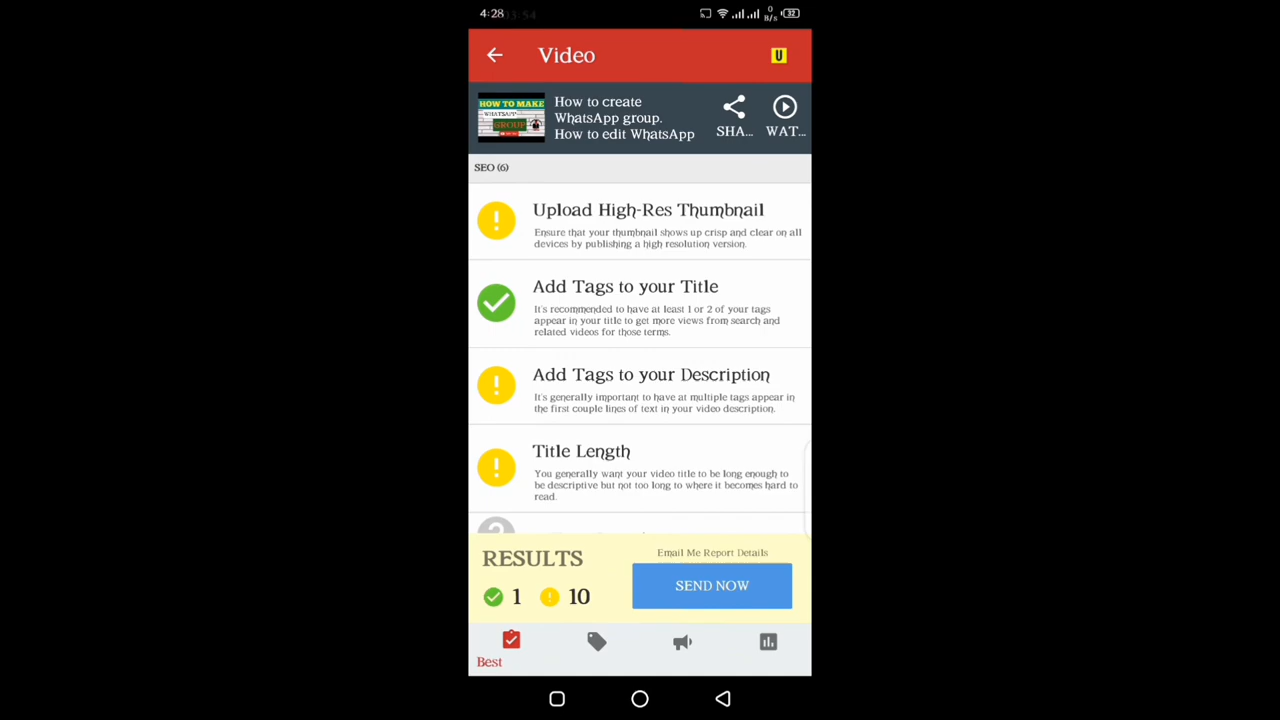 4:28
03:54
0
B/s
32
Video
U
HOW TO MAKE
WHATSAPP
GROUP
How to create
WhatsApp group.
How to edit WhatsApp
SHA...
WAT...
SEO (6)
Upload High-Res Thumbnail
Ensure that your thumbnail shows up crisp and clear on all
devices by publishing a high resolution version.
Add Tags to your Title
It's recommended to have at least 1 or 2 of your tags
appear in your title to get more views from search and
related videos for those terms.
Add Tags to your Description
It's generally important to have at multiple tags appear in
the first couple lines of text in your video description.
Title Length
You generally want your video title to be long enough to
be descriptive but not too long to where it becomes hard to
read.
RESULTS
1
10
Email Me Report Details
SEND NOW
Best